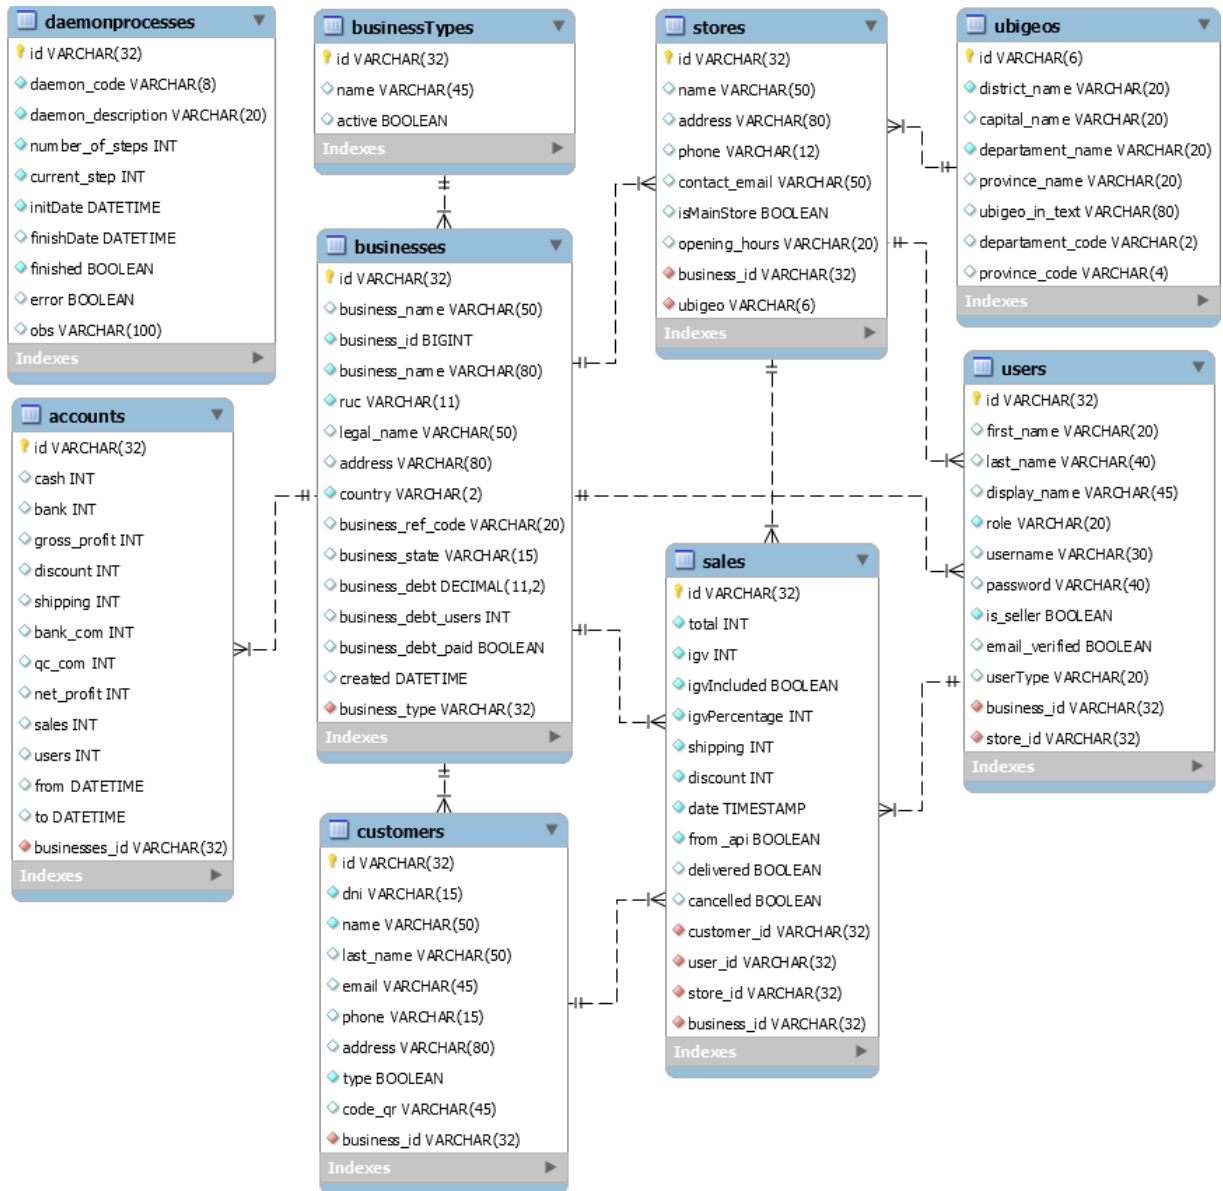 daemonprocesses
id VARCHAR(32)
daemon_code VARCHAR(8)
daemon_description VARCHAR(20)
number_of_steps INT
current_step INT
initDate DATETIME
finishDate DATETIME
finished BOOLEAN
error BOOLEAN
obs VARCHAR(100)
Indexes
businessTypes
id VARCHAR(32)
name VARCHAR(45)
active BOOLEAN
Indexes
stores
id VARCHAR(32)
name VARCHAR(50)
address VARCHAR(80)
phone VARCHAR(12)
contact_email VARCHAR(50)
isMainStore BOOLEAN
opening_hours VARCHAR(20)
business_id VARCHAR(32)
ubigeo VARCHAR(6)
Indexes
ubigeos
id VARCHAR(6)
district_name VARCHAR(20)
capital_name VARCHAR(20)
departament_name VARCHAR(20)
province_name VARCHAR(20)
ubigeo_in_text VARCHAR(80)
departament_code VARCHAR(2)
province_code VARCHAR(4)
Indexes
accounts
id VARCHAR(32)
cash INT
bank INT
gross_profit INT
discount INT
shipping INT
bank_com INT
qc_com INT
net_profit INT
sales INT
users INT
from DATETIME
to DATETIME
businesses_id VARCHAR(32)
Indexes
businesses
id VARCHAR(32)
business_name VARCHAR(50)
business_id BIGINT
business_name VARCHAR(80)
ruc VARCHAR(11)
legal_name VARCHAR(50)
address VARCHAR(80)
country VARCHAR(2)
business_ref_code VARCHAR(20)
business_state VARCHAR(15)
business_debt DECIMAL(11,2)
business_debt_users INT
business_debt_paid BOOLEAN
created DATETIME
business_type VARCHAR(32)
Indexes
users
id VARCHAR(32)
first_name VARCHAR(20)
last_name VARCHAR(40)
display_name VARCHAR(45)
role VARCHAR(20)
username VARCHAR(30)
password VARCHAR(40)
is_seller BOOLEAN
email_verified BOOLEAN
userType VARCHAR(20)
business_id VARCHAR(32)
store_id VARCHAR(32)
Indexes
sales
id VARCHAR(32)
total INT
igv INT
igvIncluded BOOLEAN
igvPercentage INT
shipping INT
discount INT
date TIMESTAMP
from_api BOOLEAN
delivered BOOLEAN
cancelled BOOLEAN
customer_id VARCHAR(32)
user_id VARCHAR(32)
store_id VARCHAR(32)
business_id VARCHAR(32)
Indexes
customers
id VARCHAR(32)
dni VARCHAR(15)
name VARCHAR(50)
last_name VARCHAR(50)
email VARCHAR(45)
phone VARCHAR(15)
address VARCHAR(80)
type BOOLEAN
code_qr VARCHAR(45)
business_id VARCHAR(32)
Indexes